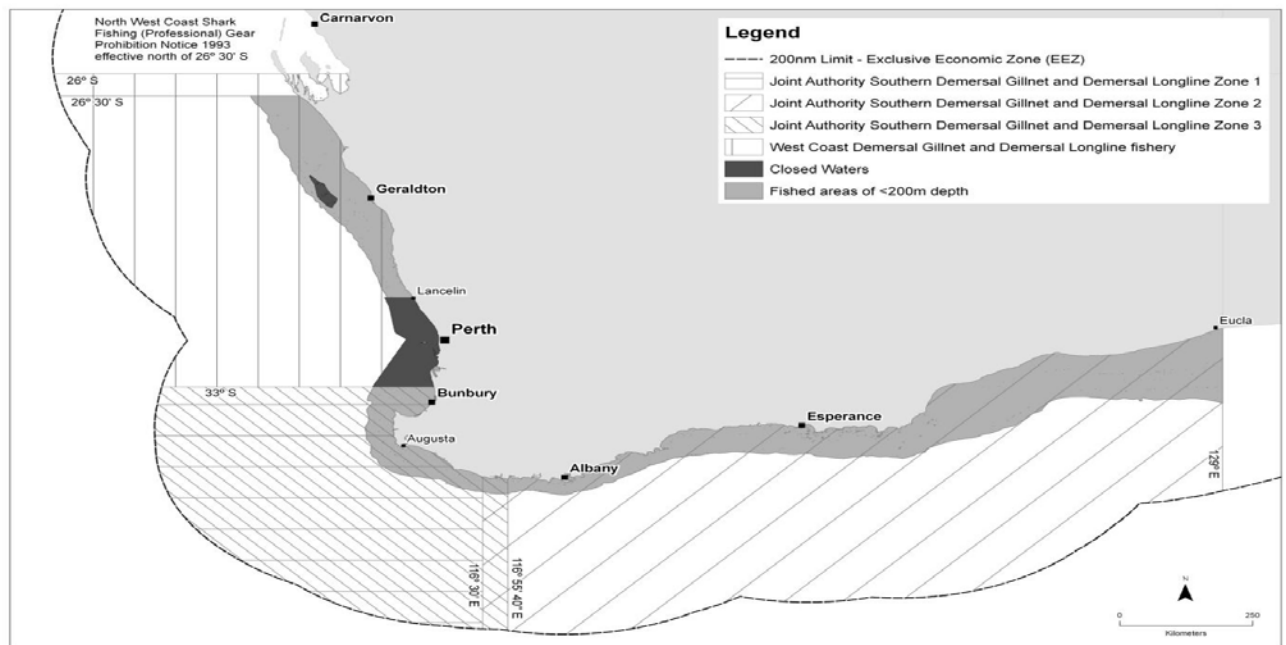 North West Coast Shark
Fishing (Professional) Gear
Prohibition Notice 1993
effective north of 26º 30' S
Carnarvon
26º S
26º 30' S
Geraldton
Lancelin
Perth
33º S
Bunbury
Augusta
Albany
Esperance
Eucla
129º E
116º 30' E
116º 55' 40" E
Legend
200nm Limit - Exclusive Economic Zone (EEZ)
Joint Authority Southern Demersal Gillnet and Demersal Longline Zone 1
Joint Authority Southern Demersal Gillnet and Demersal Longline Zone 2
Joint Authority Southern Demersal Gillnet and Demersal Longline Zone 3
West Coast Demersal Gillnet and Demersal Longline fishery
Closed Waters
Fished areas of <200m depth
N
0 250
Kilometers